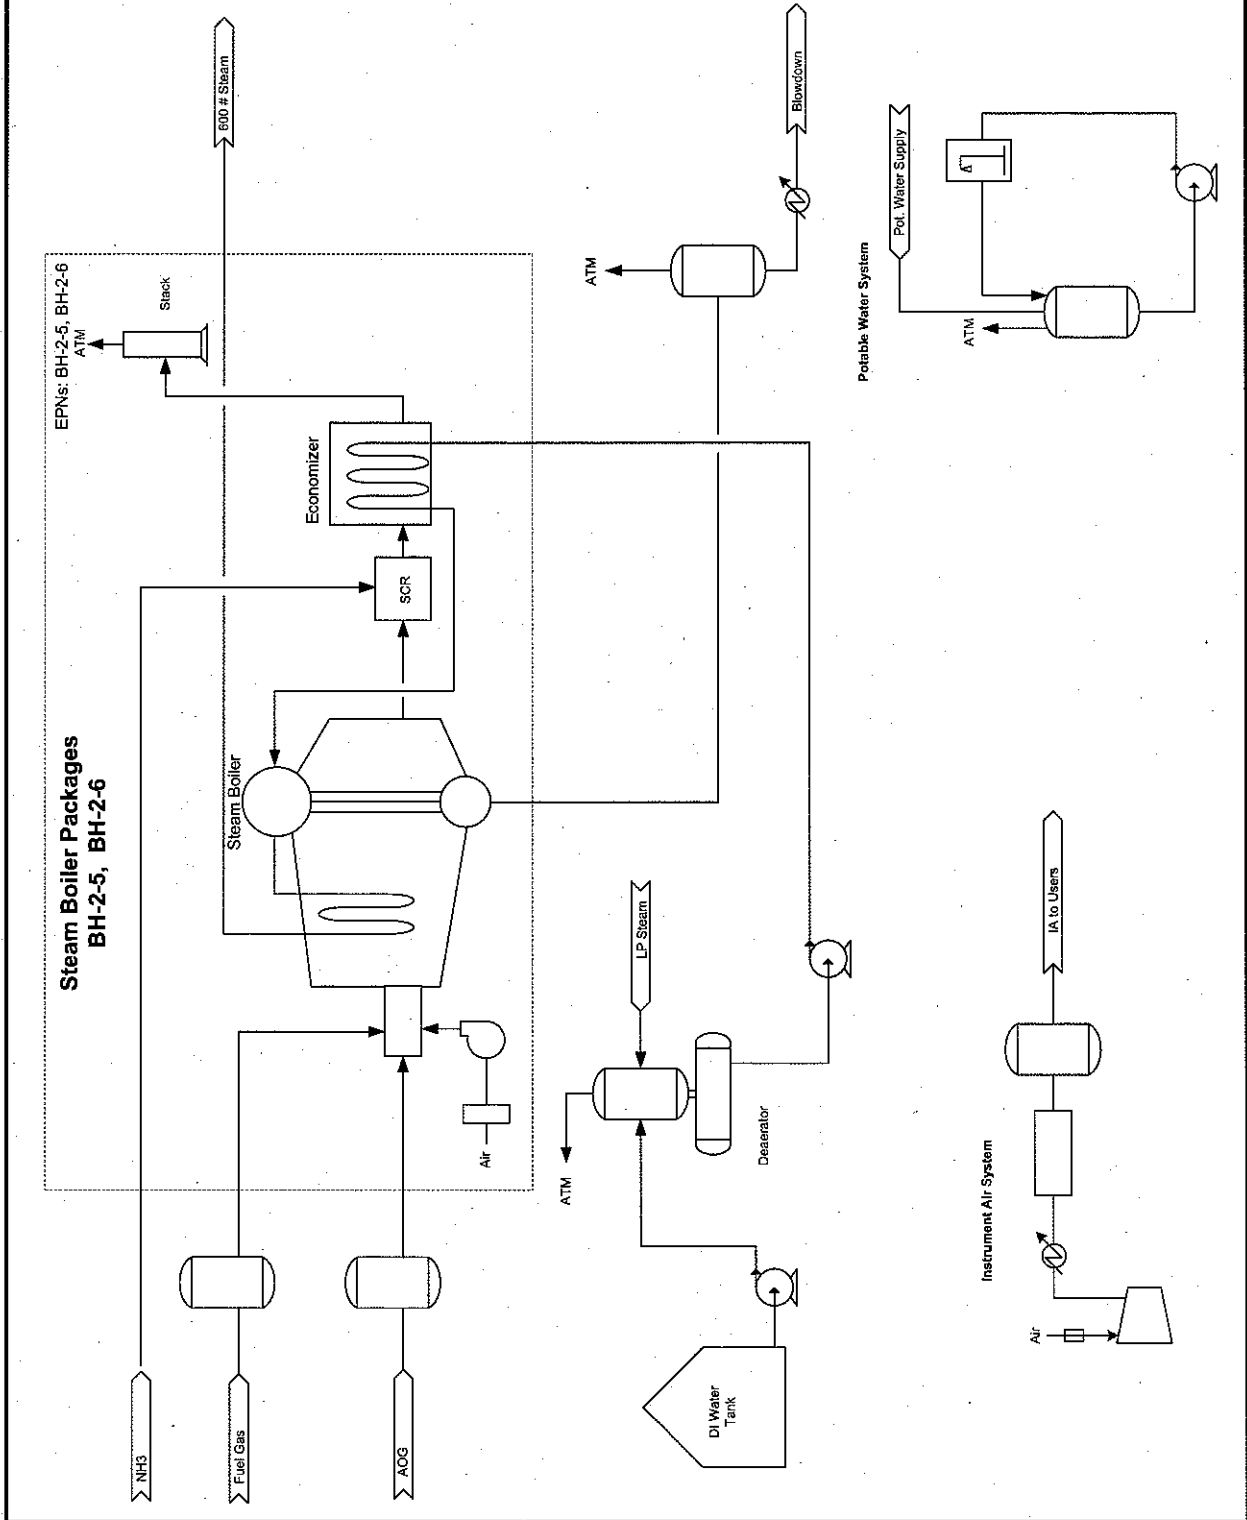 Steam Boiler Packages
BH-2-5, BH-2-6
EPNs: BH-2-5, BH-2-6
NH3
Fuel Gas
AOG
Air
Steam Boiler
SCR
Economizer
Stack
ATM
600 # Steam
DI Water
Tank
ATM
Deaerator
LP Steam
ATM
Blowdown
Instrument Air System
Air
IA to Users
Potable Water System
ATM
Pot. Water Supply